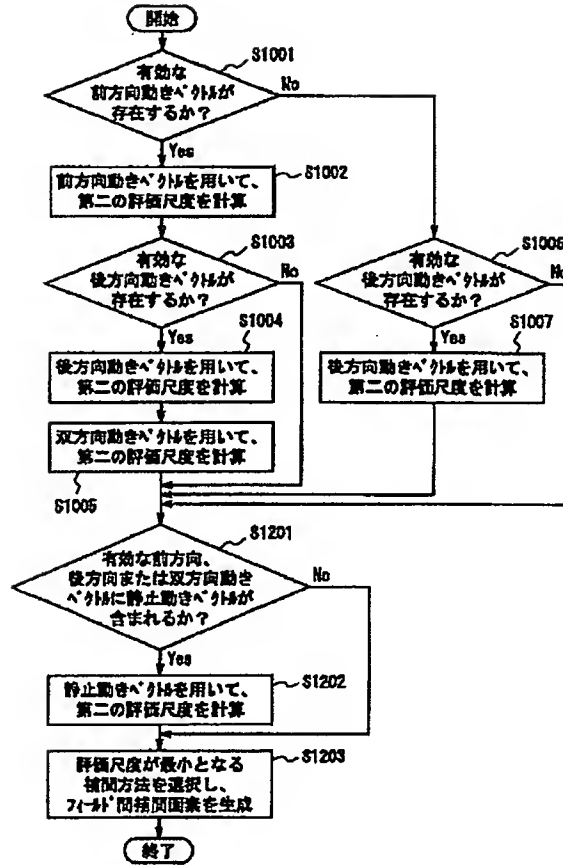 開始
S1001
有効な
前方向動きベクトルが
存在するか?
No
Yes
前方向動きベクトルを用いて、
第二の評価尺度を計算
S1002
S1003
有効な
後方向動きベクトルが
存在するか?
No
Yes
S1006
有効な
後方向動きベクトルが
存在するか?
No
Yes
S1004
後方向動きベクトルを用いて、
第二の評価尺度を計算
S1007
後方向動きベクトルを用いて、
第二の評価尺度を計算
双方向動きベクトルを用いて、
第二の評価尺度を計算
S1005
S1201
有効な前方向、
後方向または双方向動き
ベクトルに静止動きベクトルが
含まれるか?
No
Yes
静止動きベクトルを用いて、
第二の評価尺度を計算
S1202
評価尺度が最小となる
補間方法を選択し、
フィールド間補間画素を生成
S1203
終了